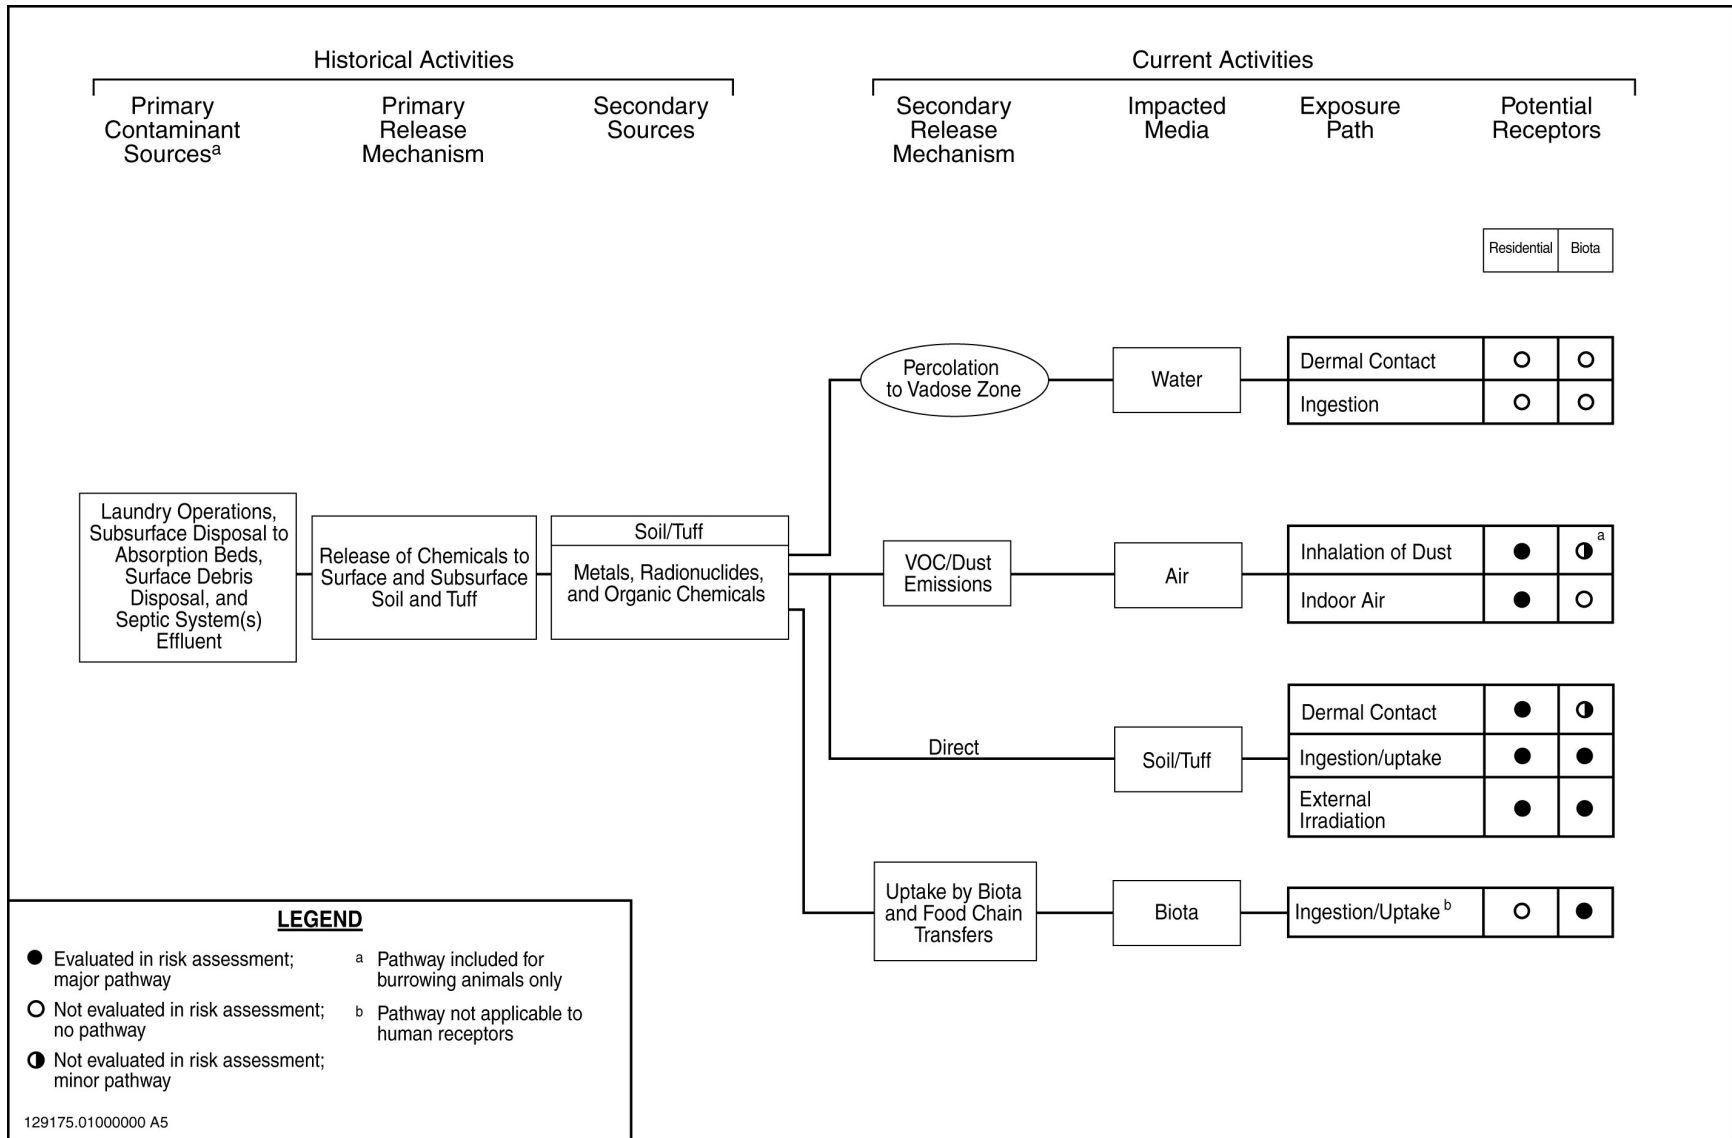 Historical Activities
Current Activities
Primary
Contaminant
Sourcesᵃ
Primary
Release
Mechanism
Secondary
Sources
Secondary
Release
Mechanism
Impacted
Media
Exposure
Path
Potential
Receptors
Residential
Biota
Percolation
to Vadose Zone
Water
Dermal Contact
Ingestion
Laundry Operations,
Subsurface Disposal to
Absorption Beds,
Surface Debris
Disposal, and
Septic System(s)
Effluent
Release of Chemicals to
Surface and Subsurface
Soil and Tuff
Soil/Tuff
Metals, Radionuclides,
and Organic Chemicals
VOC/Dust
Emissions
Air
Inhalation of Dust
a
Indoor Air
Direct
Soil/Tuff
Dermal Contact
Ingestion/uptake
External
Irradiation
Uptake by Biota
and Food Chain
Transfers
Biota
Ingestion/Uptake ᵇ
LEGEND
Evaluated in risk assessment;
major pathway
Not evaluated in risk assessment;
no pathway
Not evaluated in risk assessment;
minor pathway
a Pathway included for
burrowing animals only
b Pathway not applicable to
human receptors
129175.01000000 A5